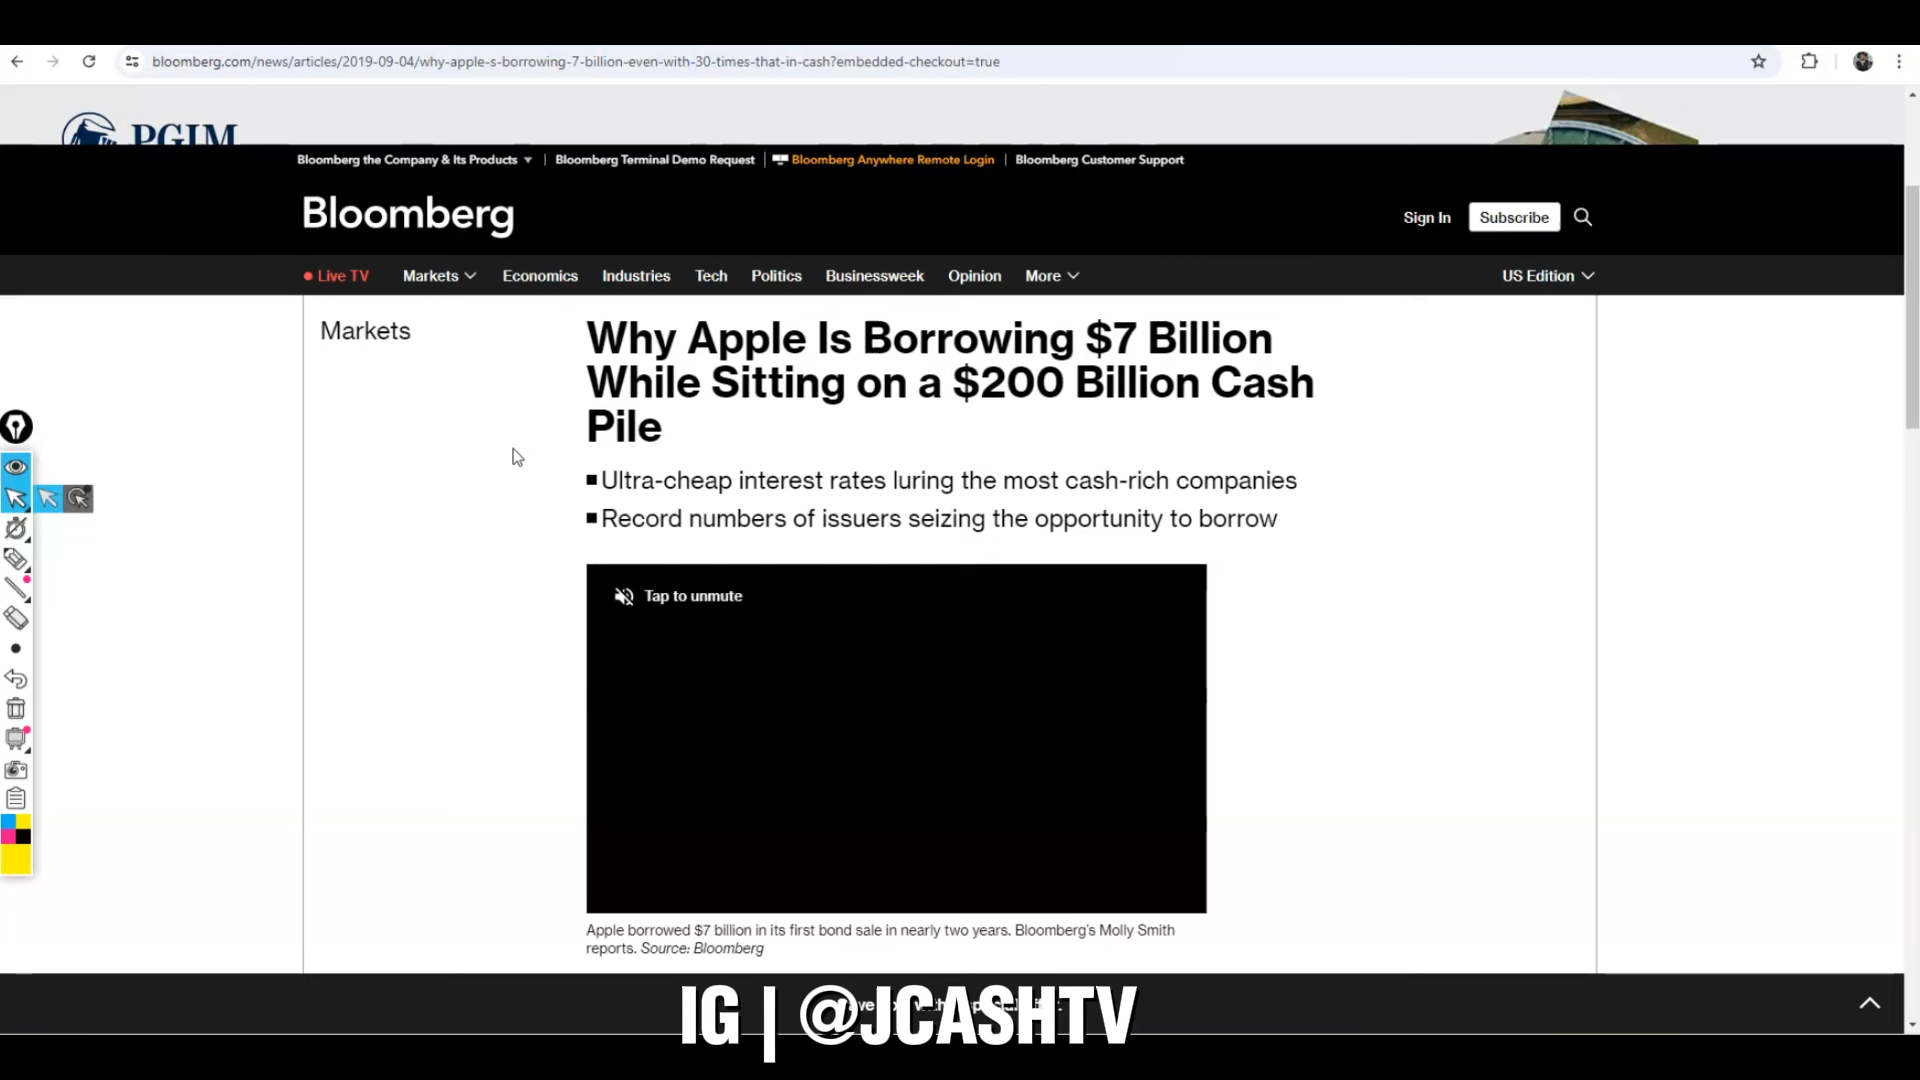 bloomberg.com/news/articles/2019-09-04/why-apple-s-borrowing-7-billion-even-with-30-times-that-in-cash?embedded-checkout=true
PGIM
Bloomberg the Company & Its Products
Bloomberg Terminal Demo Request
Bloomberg Anywhere Remote Login
Bloomberg Customer Support
Bloomberg
Sign In
Subscribe
Live TV
Markets
Economics
Industries
Tech
Politics
Businessweek
Opinion
More
US Edition
Markets
Why Apple Is Borrowing $7 Billion
While Sitting on a $200 Billion Cash
Pile
Ultra-cheap interest rates luring the most cash-rich companies
Record numbers of issuers seizing the opportunity to borrow
Tap to unmute
Apple borrowed $7 billion in its first bond sale in nearly two years. Bloomberg's Molly Smith
reports. Source: Bloomberg
IG | @JCASHTV